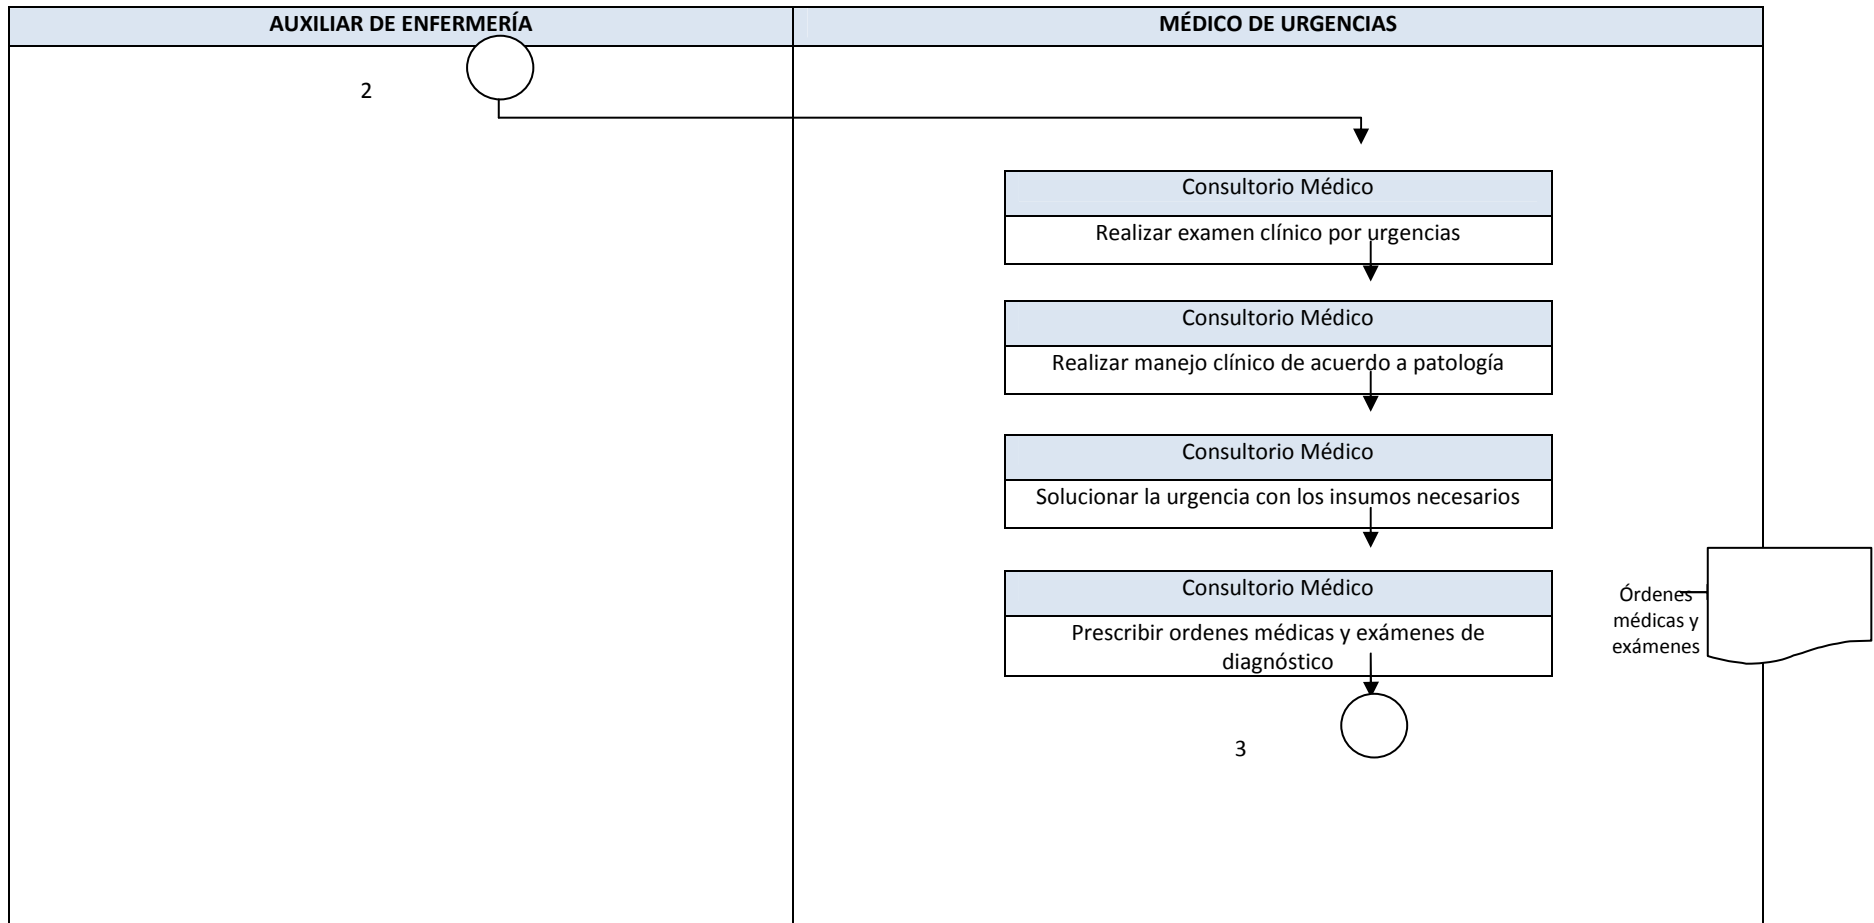 AUXILIAR DE ENFERMERÍA
MÉDICO DE URGENCIAS
2
Consultorio Médico
Realizar examen clínico por urgencias
Consultorio Médico
Realizar manejo clínico de acuerdo a patología
Consultorio Médico
Solucionar la urgencia con los insumos necesarios
Consultorio Médico
Prescribir ordenes médicas y exámenes de
diagnóstico
Órdenes
médicas y
exámenes
3